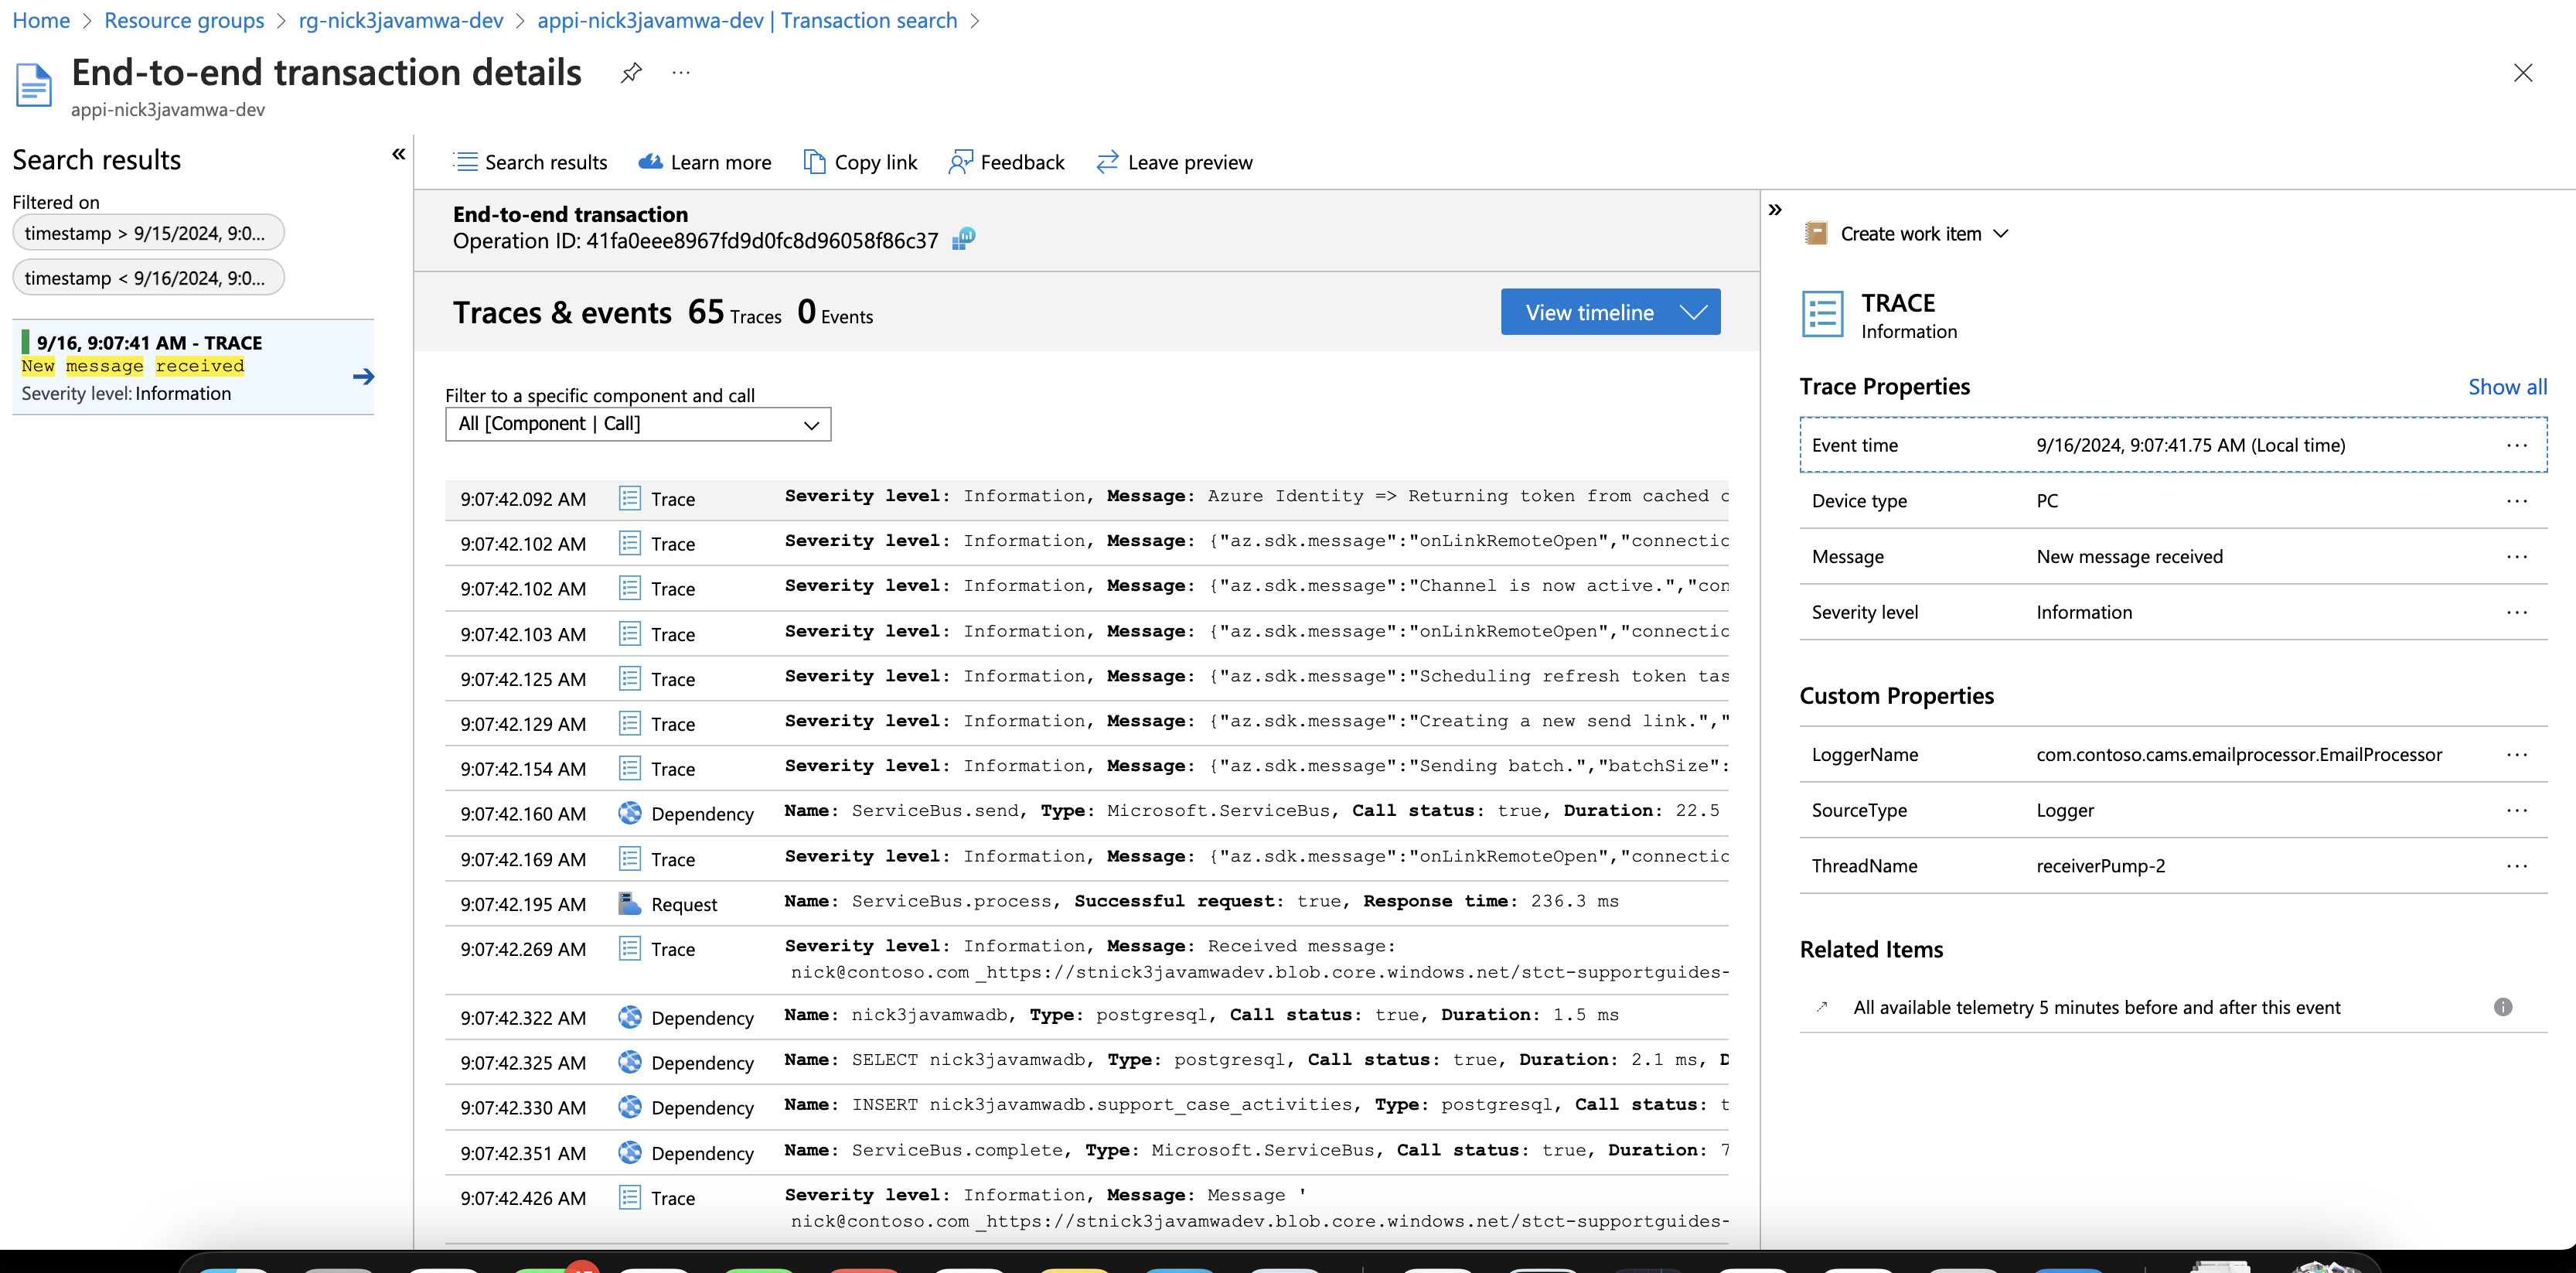 Home > Resource groups > rg-nick3javamwa-dev > appi-nick3javamwa-dev | Transaction search >
End-to-end transaction details
appi-nick3javamwa-dev
Search results
Filtered on
timestamp > 9/15/2024, 9:0...
timestamp < 9/16/2024, 9:0...
9/16, 9:07:41 AM - TRACE
New message received
Severity level: Information
Search results Learn more Copy link Feedback Leave preview
End-to-end transaction
Operation ID: 41fa0eee8967fd9d0fc8d96058f86c37
Traces & events 65 Traces 0 Events
View timeline
Filter to a specific component and call
All [Component | Call]
9:07:42.092 AM Trace Severity level: Information, Message: Azure Identity => Returning token from cached c
9:07:42.102 AM Trace Severity level: Information, Message: {"az.sdk.message":"onLinkRemoteOpen","connectic
9:07:42.102 AM Trace Severity level: Information, Message: {"az.sdk.message":"Channel is now active.","con
9:07:42.103 AM Trace Severity level: Information, Message: {"az.sdk.message":"onLinkRemoteOpen","connectic
9:07:42.125 AM Trace Severity level: Information, Message: {"az.sdk.message":"Scheduling refresh token tas
9:07:42.129 AM Trace Severity level: Information, Message: {"az.sdk.message":"Creating a new send link.","
9:07:42.154 AM Trace Severity level: Information, Message: {"az.sdk.message":"Sending batch.","batchSize":
9:07:42.160 AM Dependency Name: ServiceBus.send, Type: Microsoft.ServiceBus, Call status: true, Duration: 22.5
9:07:42.169 AM Trace Severity level: Information, Message: {"az.sdk.message":"onLinkRemoteOpen","connectic
9:07:42.195 AM Request Name: ServiceBus.process, Successful request: true, Response time: 236.3 ms
9:07:42.269 AM Trace Severity level: Information, Message: Received message:
nick@contoso.com_https://stnick3javamwadev.blob.core.windows.net/stct-supportguides-
9:07:42.322 AM Dependency Name: nick3javamwadb, Type: postgresql, Call status: true, Duration: 1.5 ms
9:07:42.325 AM Dependency Name: SELECT nick3javamwadb, Type: postgresql, Call status: true, Duration: 2.1 ms, D
9:07:42.330 AM Dependency Name: INSERT nick3javamwadb.support_case_activities, Type: postgresql, Call status: t
9:07:42.351 AM Dependency Name: ServiceBus.complete, Type: Microsoft.ServiceBus, Call status: true, Duration: 7
9:07:42.426 AM Trace Severity level: Information, Message: Message '
nick@contoso.com_https://stnick3javamwadev.blob.core.windows.net/stct-supportguides-
Create work item
TRACE
Information
Trace Properties Show all
Event time 9/16/2024, 9:07:41.75 AM (Local time)
Device type PC
Message New message received
Severity level Information
Custom Properties
LoggerName com.contoso.cams.emailprocessor.EmailProcessor
SourceType Logger
ThreadName receiverPump-2
Related Items
All available telemetry 5 minutes before and after this event